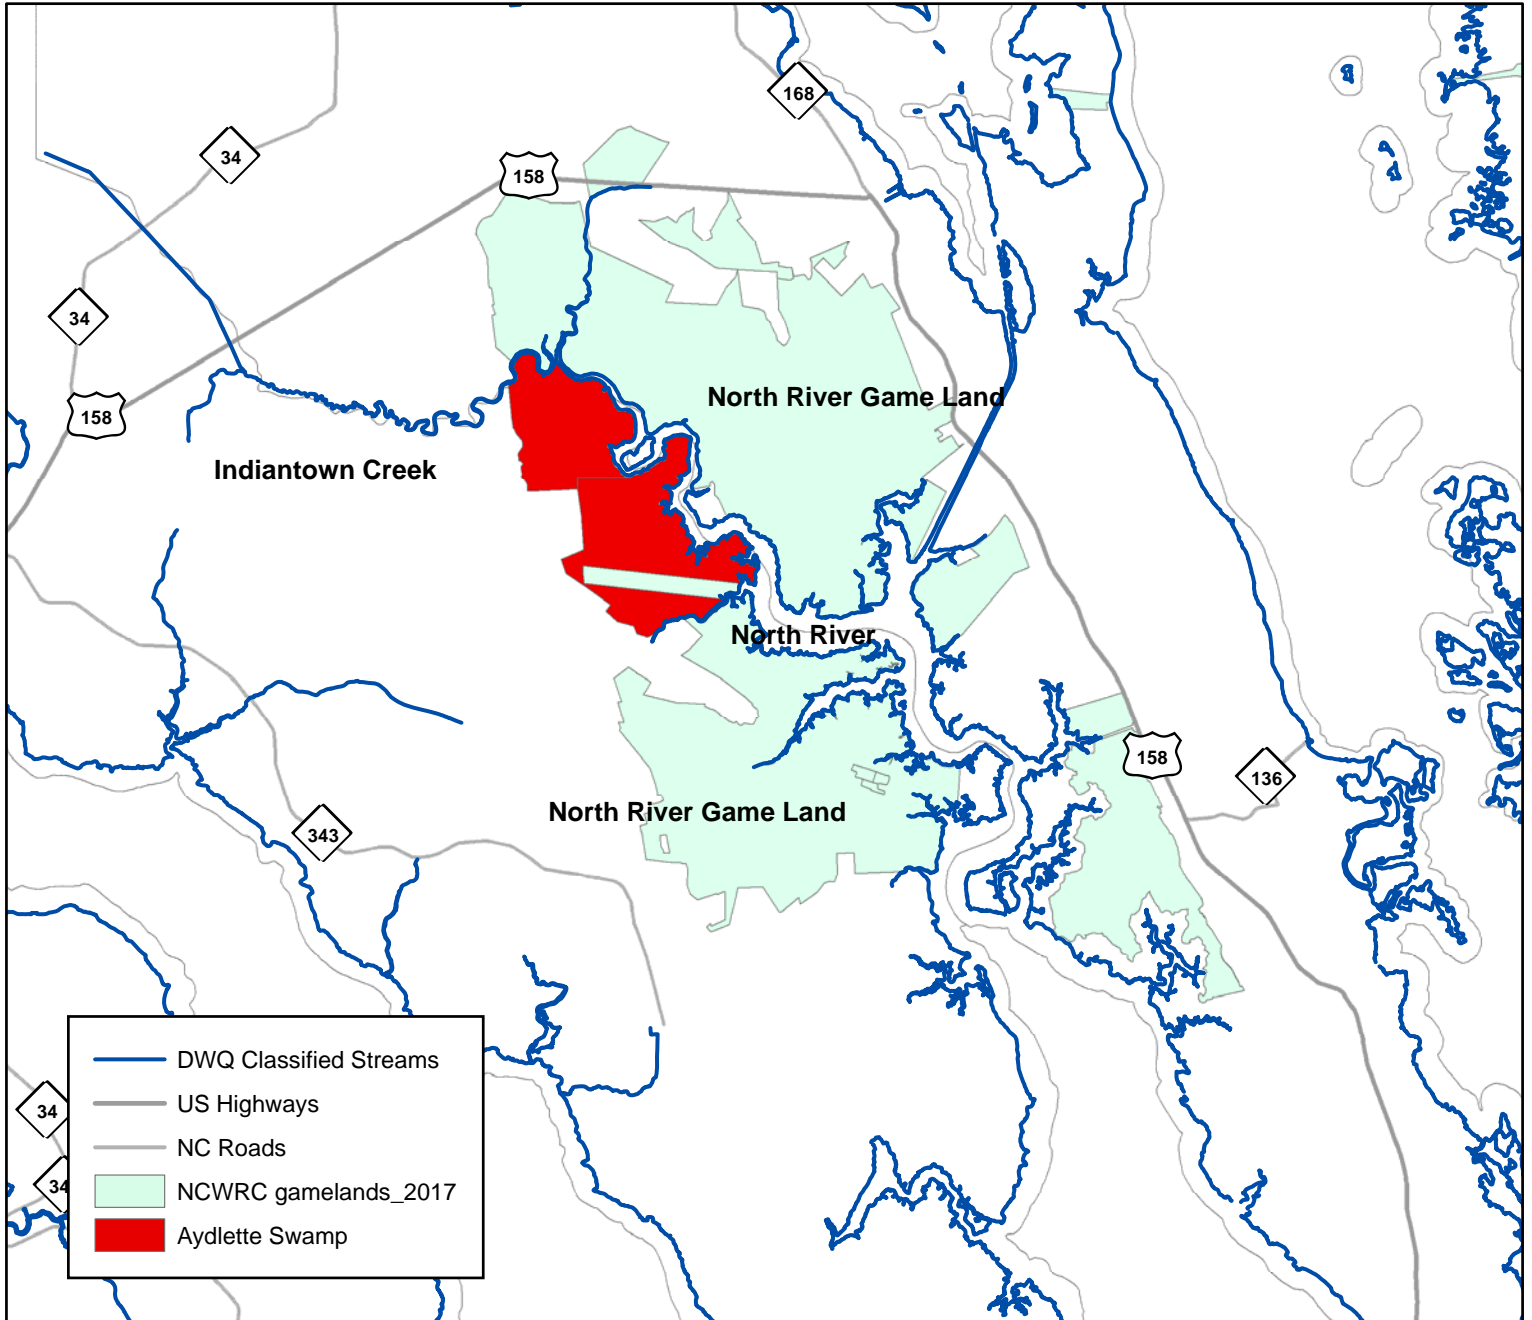 168
34
158
34
North River Game Land
158
Indiantown Creek
North River
158
136
North River Game Land
343
DWQ Classified Streams
US Highways
34
NC Roads
34
NCWRC gamelands_2017
Aydlette Swamp